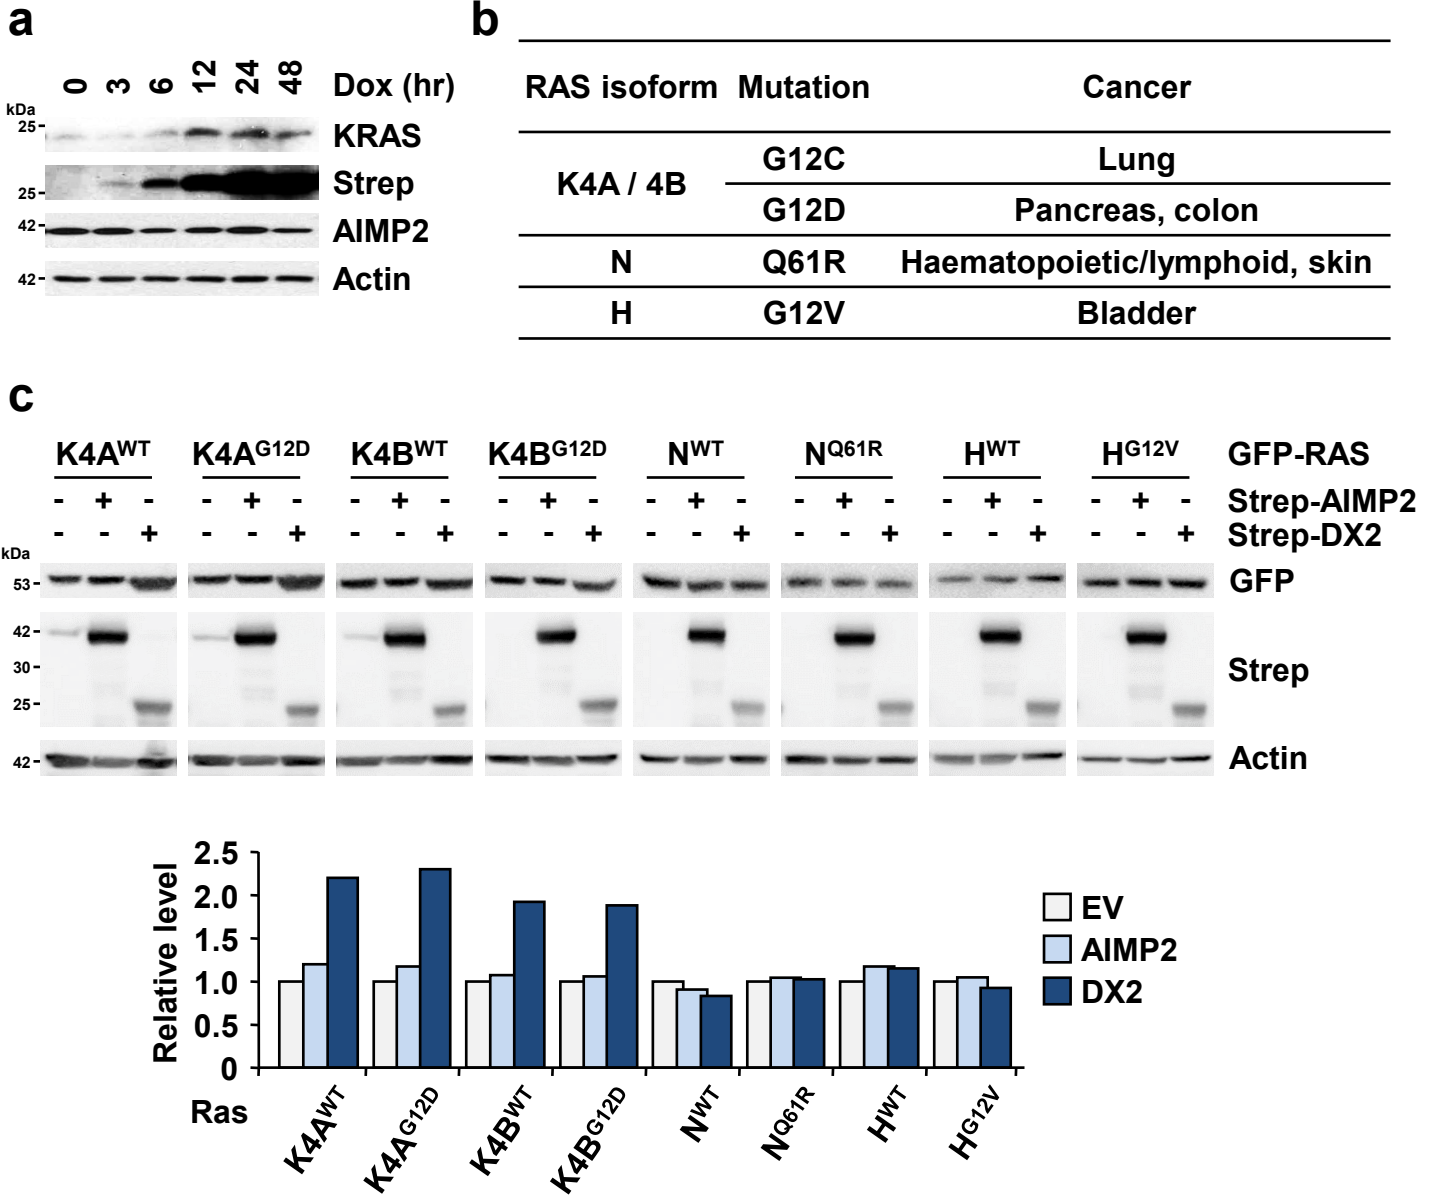 a
0 3 6 12 24 48 Dox (hr)
kDa
25 KRAS
25 Strep
42 AIMP2
42 Actin
b
RAS isoform Mutation Cancer
K4A / 4B G12C Lung
G12D Pancreas, colon
N Q61R Haematopoietic/lymphoid, skin
H G12V Bladder
c
K4AWT K4AG12D K4BWT K4BG12D NWT NQ61R HWT HG12V GFP-RAS
- + - - + - - + - - + - - + - - + - - + - - + - Strep-AIMP2
- - + - - + - - + - - + - - + - - + - - + - - + Strep-DX2
kDa
53 GFP
42
30 Strep
25
42 Actin
2.5
2.0
1.5
1.0
0.5
0
Relative level
EV
AIMP2
DX2
Ras K4AWT K4AG12D K4BWT K4BG12D NWT NQ61R HWT HG12V